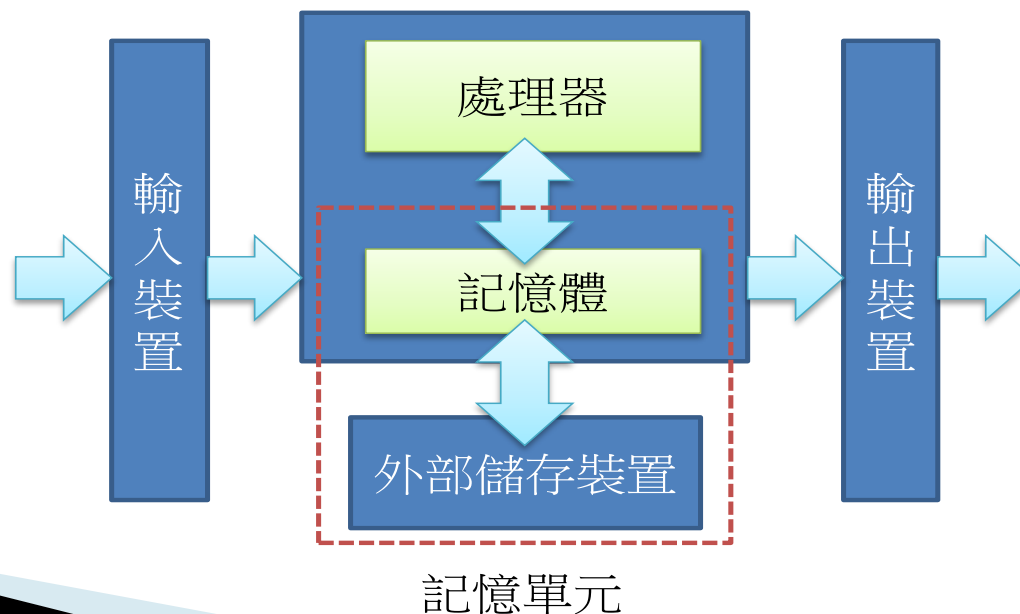 輸入裝置
處理器
記憶體
外部儲存裝置
輸出裝置
記憶單元